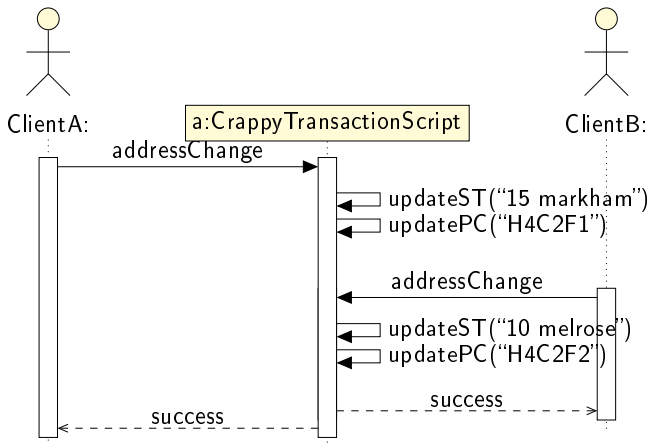 ClientA:
a:CrappyTransactionScript
ClientB:
addressChange
updateST(“15 markham”)
updatePC(“H4C2F1”)
addressChange
updateST(“10 melrose”)
updatePC(“H4C2F2”)
success
success